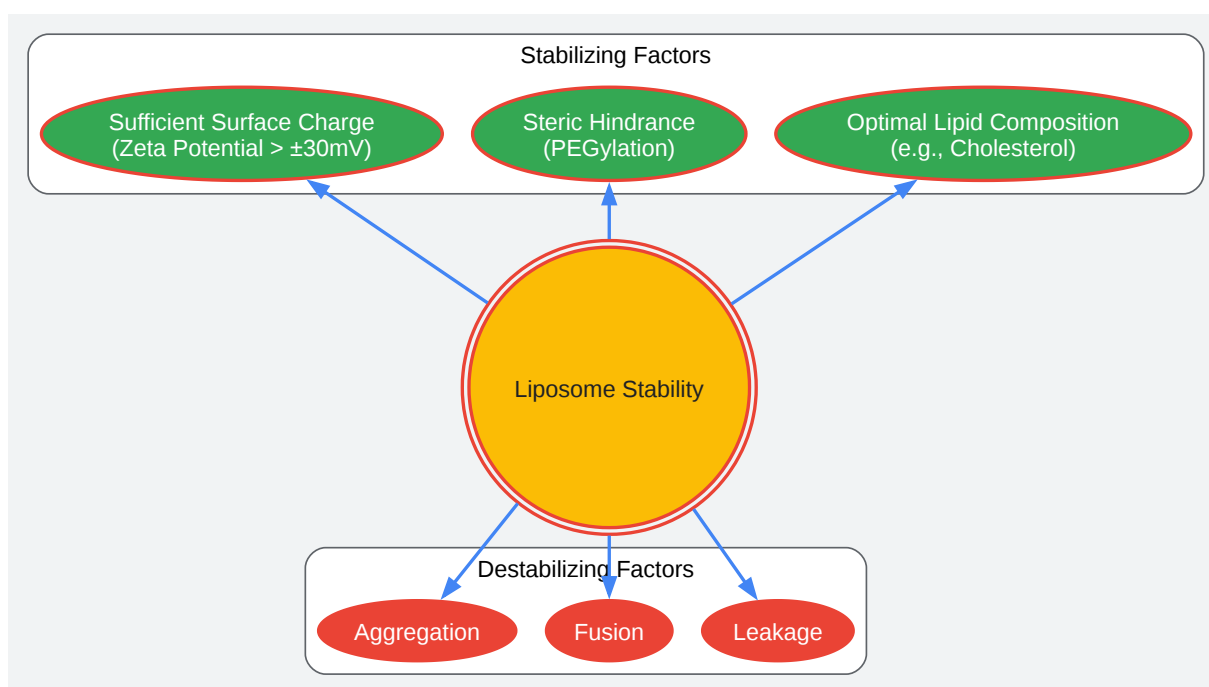 Stabilizing Factors
Sufficient Surface Charge
(Zeta Potential > ±30mV)
Steric Hindrance
(PEGylation)
Optimal Lipid Composition
(e.g., Cholesterol)
Liposome Stability
Destabilizing Factors
Aggregation
Fusion
Leakage